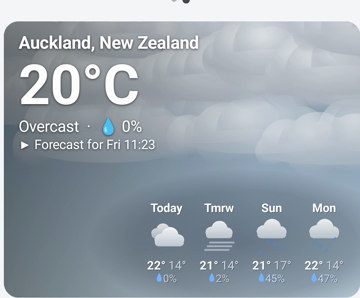 Auckland, New Zealand
20°C
Overcast · 0%
► Forecast for Fri 11:23
Today Tmrw Sun Mon
22° 14° 21° 14° 21° 17° 22° 14°
0% 2% 45% 47%